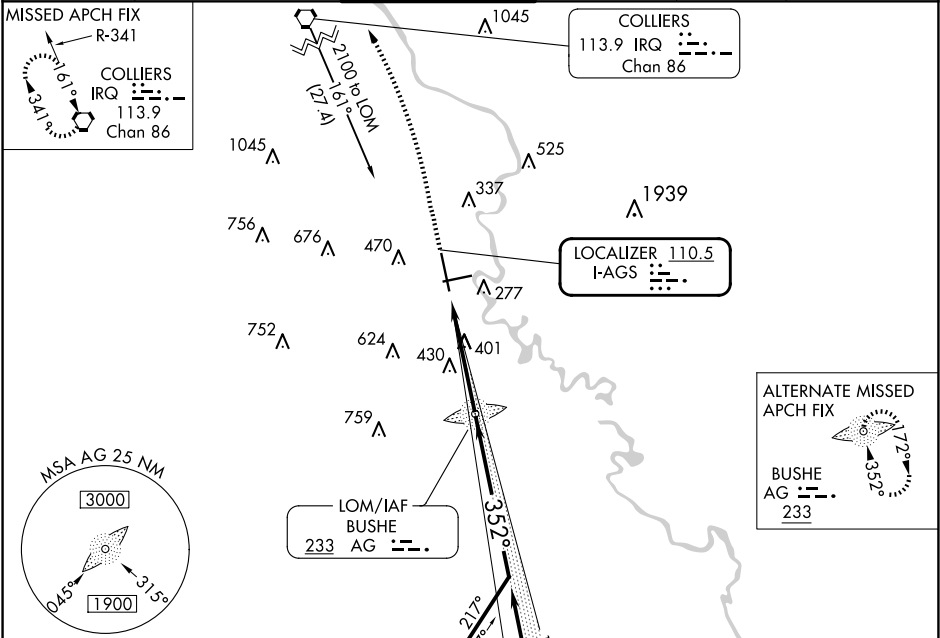 MISSED APCH FIX
R-341
161°
341°
COLLIERS
IRQ
113.9
Chan 86
2100 to LOM
161°
(27.4)
1045
COLLIERS
113.9 IRQ
Chan 86
1045
525
337
1939
756
676
470
LOCALIZER 110.5
I-AGS
277
752
624
430
401
759
ALTERNATE MISSED
APCH FIX
172°
352°
BUSHE
AG
233
MSA AG 25 NM
3000
045°
315°
1900
LOM/IAF
BUSHE
233 AG
352°
217°